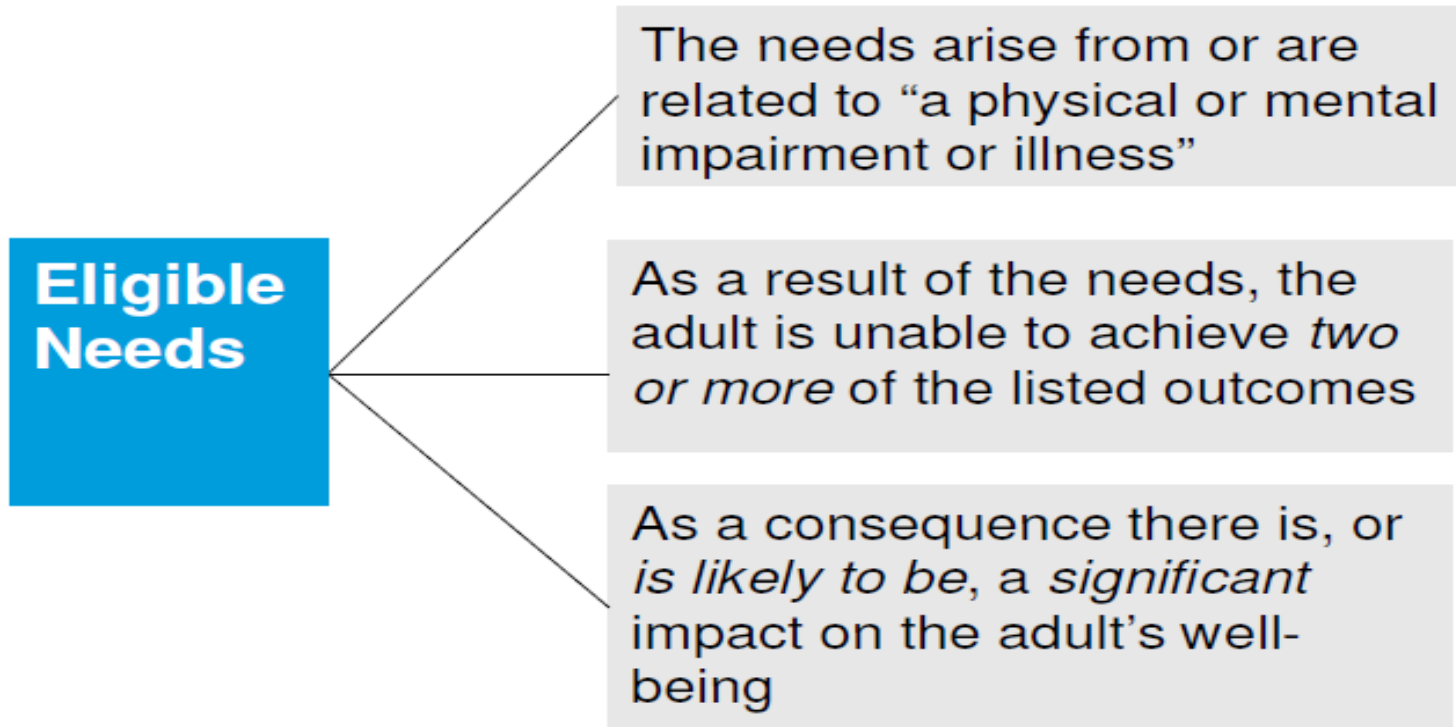 Eligible
Needs
The needs arise from or are
related to “a physical or mental
impairment or illness”
As a result of the needs, the
adult is unable to achieve two
or more of the listed outcomes
As a consequence there is, or
is likely to be, a significant
impact on the adult’s well-
being